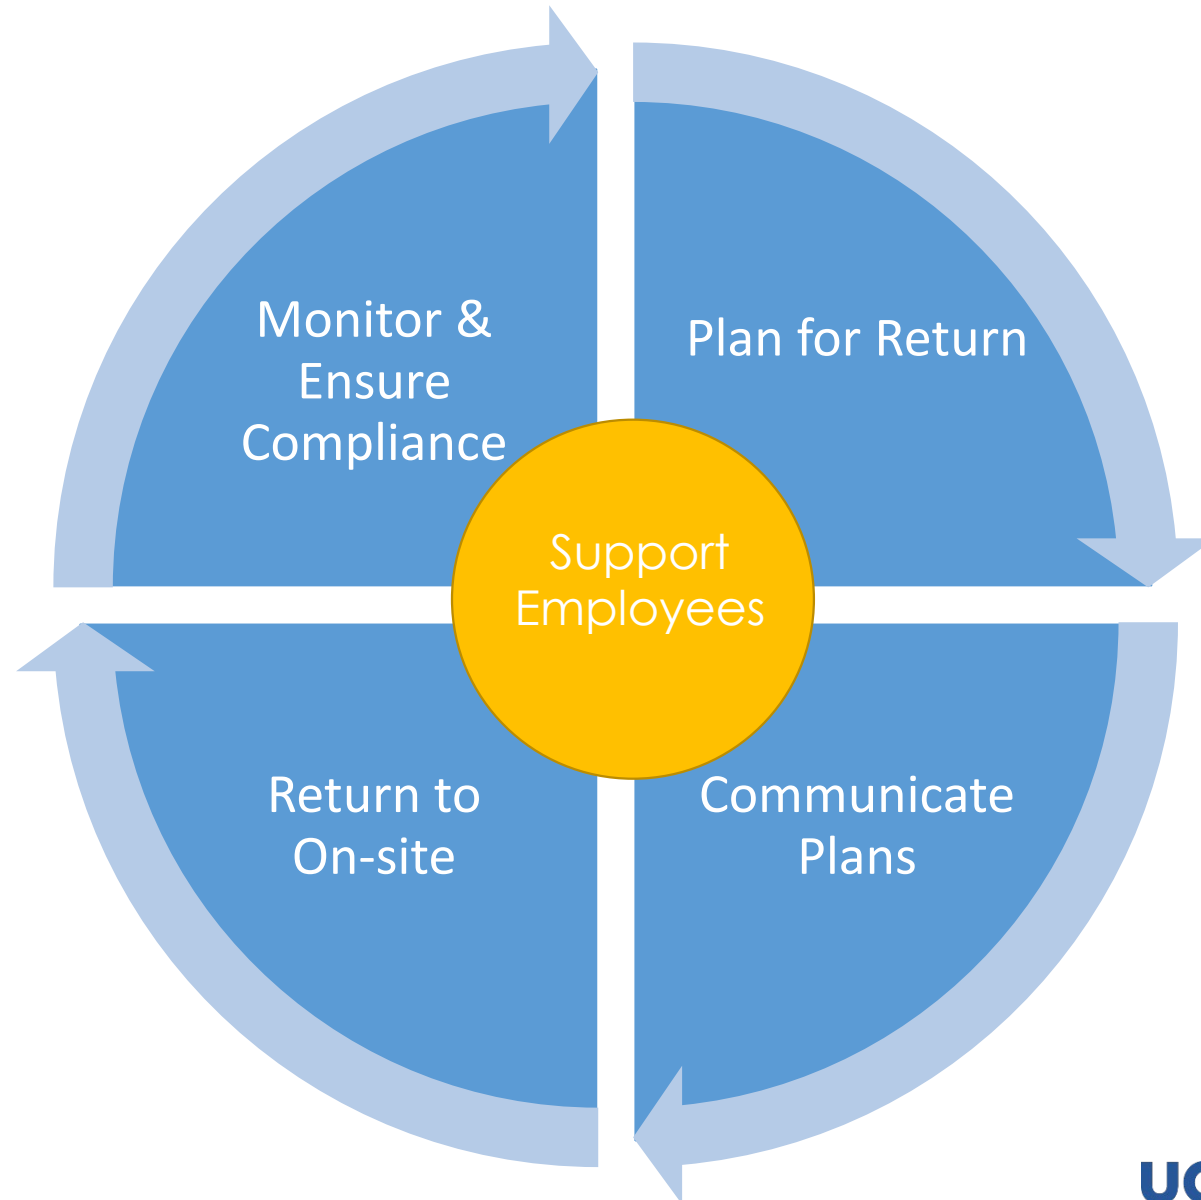 Monitor &
Ensure
Compliance
Plan for Return
Support
Employees
Return to
On-site
Communicate
Plans